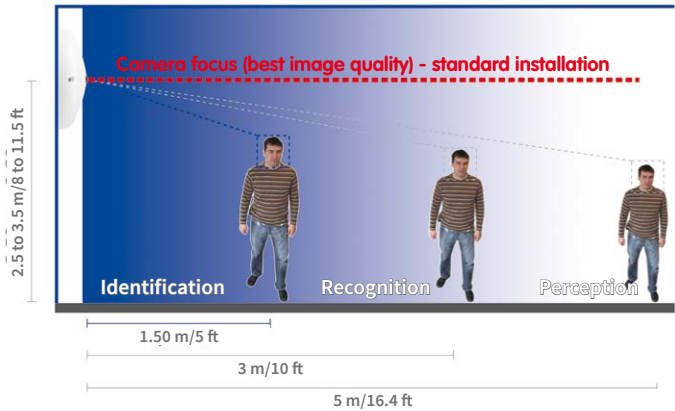 Camera focus (best image quality) - standard installation
2.5 to 3.5 m/8 to 11.5 ft
Identification
Recognition
Perception
1.50 m/5 ft
3 m/10 ft
5 m/16.4 ft